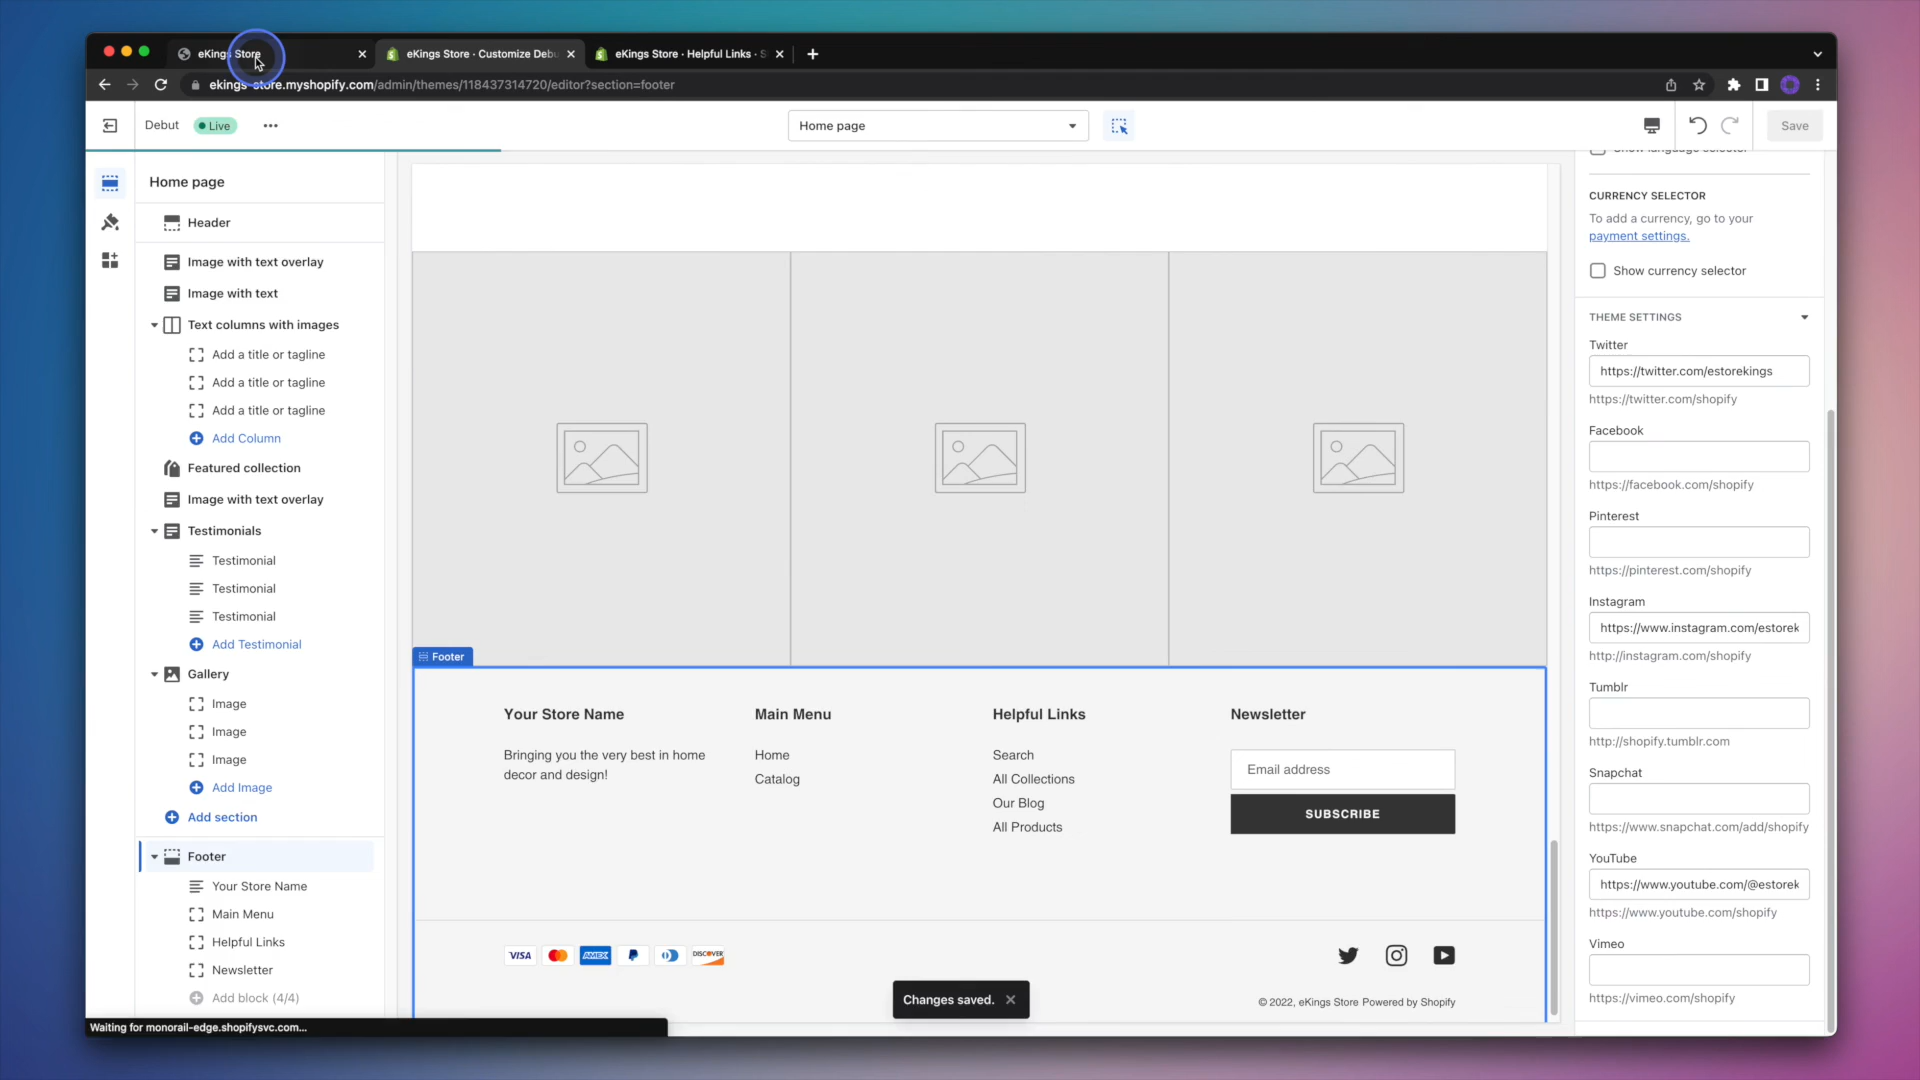 eKings Store
eKings Store · Customize Debu
eKings Store · Helpful Links · S
ekings-store.myshopify.com/admin/themes/118437314720/editor?section=footer
Debut
Live
Home page
Save
Home page
Header
Image with text overlay
Image with text
Text columns with images
Add a title or tagline
Add a title or tagline
Add a title or tagline
Add Column
Featured collection
Image with text overlay
Testimonials
Testimonial
Testimonial
Testimonial
Add Testimonial
Gallery
Image
Image
Image
Add Image
Add section
Footer
Your Store Name
Main Menu
Helpful Links
Newsletter
Add block (4/4)
Waiting for monorail-edge.shopifysvc.com...
Footer
Your Store Name
Bringing you the very best in home
decor and design!
Main Menu
Home
Catalog
Helpful Links
Search
All Collections
Our Blog
All Products
Newsletter
Email address
SUBSCRIBE
VISA
AMEX
DISCOVER
Changes saved.
© 2022, eKings Store Powered by Shopify
Show language selector
CURRENCY SELECTOR
To add a currency, go to your
payment settings.
Show currency selector
THEME SETTINGS
Twitter
https://twitter.com/estorekings
https://twitter.com/shopify
Facebook
https://facebook.com/shopify
Pinterest
https://pinterest.com/shopify
Instagram
https://www.instagram.com/estorek
http://instagram.com/shopify
Tumblr
http://shopify.tumblr.com
Snapchat
https://www.snapchat.com/add/shopify
YouTube
https://www.youtube.com/@estorek
https://www.youtube.com/shopify
Vimeo
https://vimeo.com/shopify